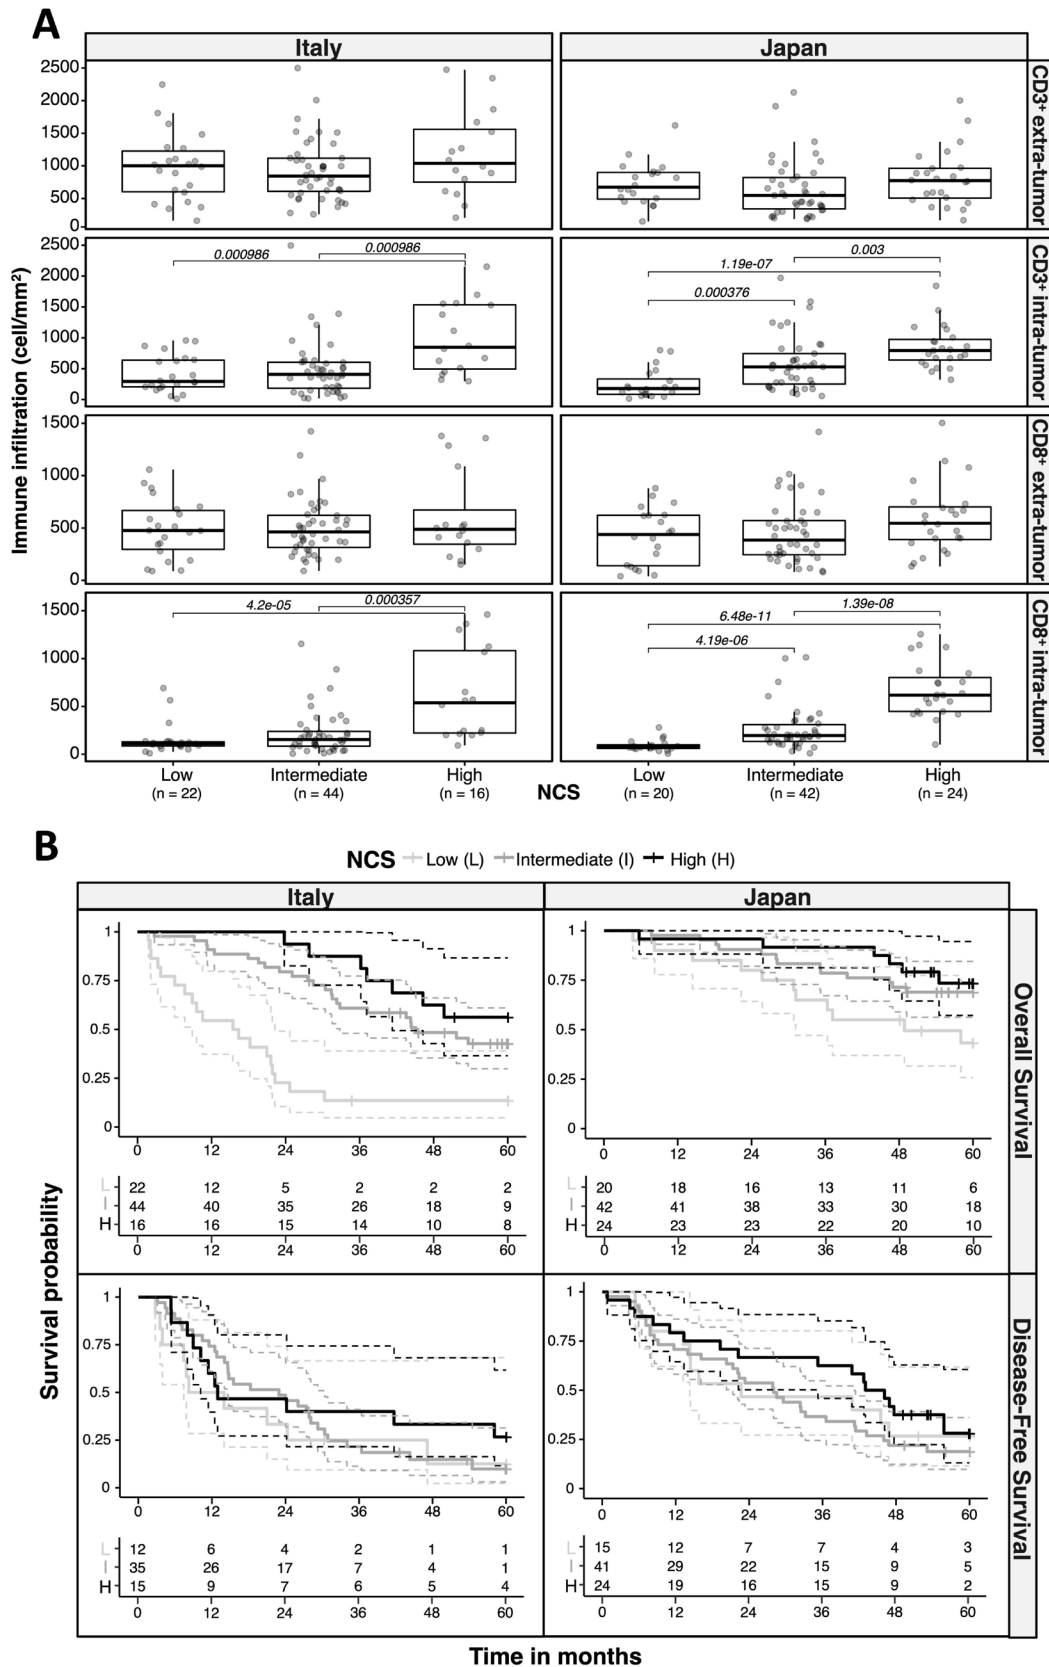 A
Italy
Japan
Immune infiltration (cell/mm²)
2500
2000
1500
1000
500
0
CD3⁺ extra-tumor
2500
2000
1500
1000
500
0
0.000986
0.000986
0.003
1.19e-07
0.000376
CD3⁺ intra-tumor
1500
1000
500
0
CD8⁺ extra-tumor
1500
1000
500
0
4.2e-05
0.000357
1.39e-08
6.48e-11
4.19e-06
CD8⁺ intra-tumor
Low Intermediate High NCS Low Intermediate High
(n = 22) (n = 44) (n = 16) (n = 20) (n = 42) (n = 24)
B
NCS Low (L) Intermediate (I) High (H)
Italy
Japan
Survival probability
1
0.75
0.5
0.25
0
0 12 24 36 48 60
L 22 12 5 2 2 2
I 44 40 35 26 18 9
H 16 16 15 14 10 8
0 12 24 36 48 60
1
0.75
0.5
0.25
0
0 12 24 36 48 60
L 20 18 16 13 11 6
I 42 41 38 33 30 18
H 24 23 23 22 20 10
0 12 24 36 48 60
Overall Survival
1
0.75
0.5
0.25
0
0 12 24 36 48 60
L 12 6 4 2 1 1
I 35 26 17 7 4 1
H 15 9 7 6 5 4
0 12 24 36 48 60
1
0.75
0.5
0.25
0
0 12 24 36 48 60
L 15 12 7 7 4 3
I 41 29 22 15 9 5
H 24 19 16 15 9 2
0 12 24 36 48 60
Disease-Free Survival
Time in months